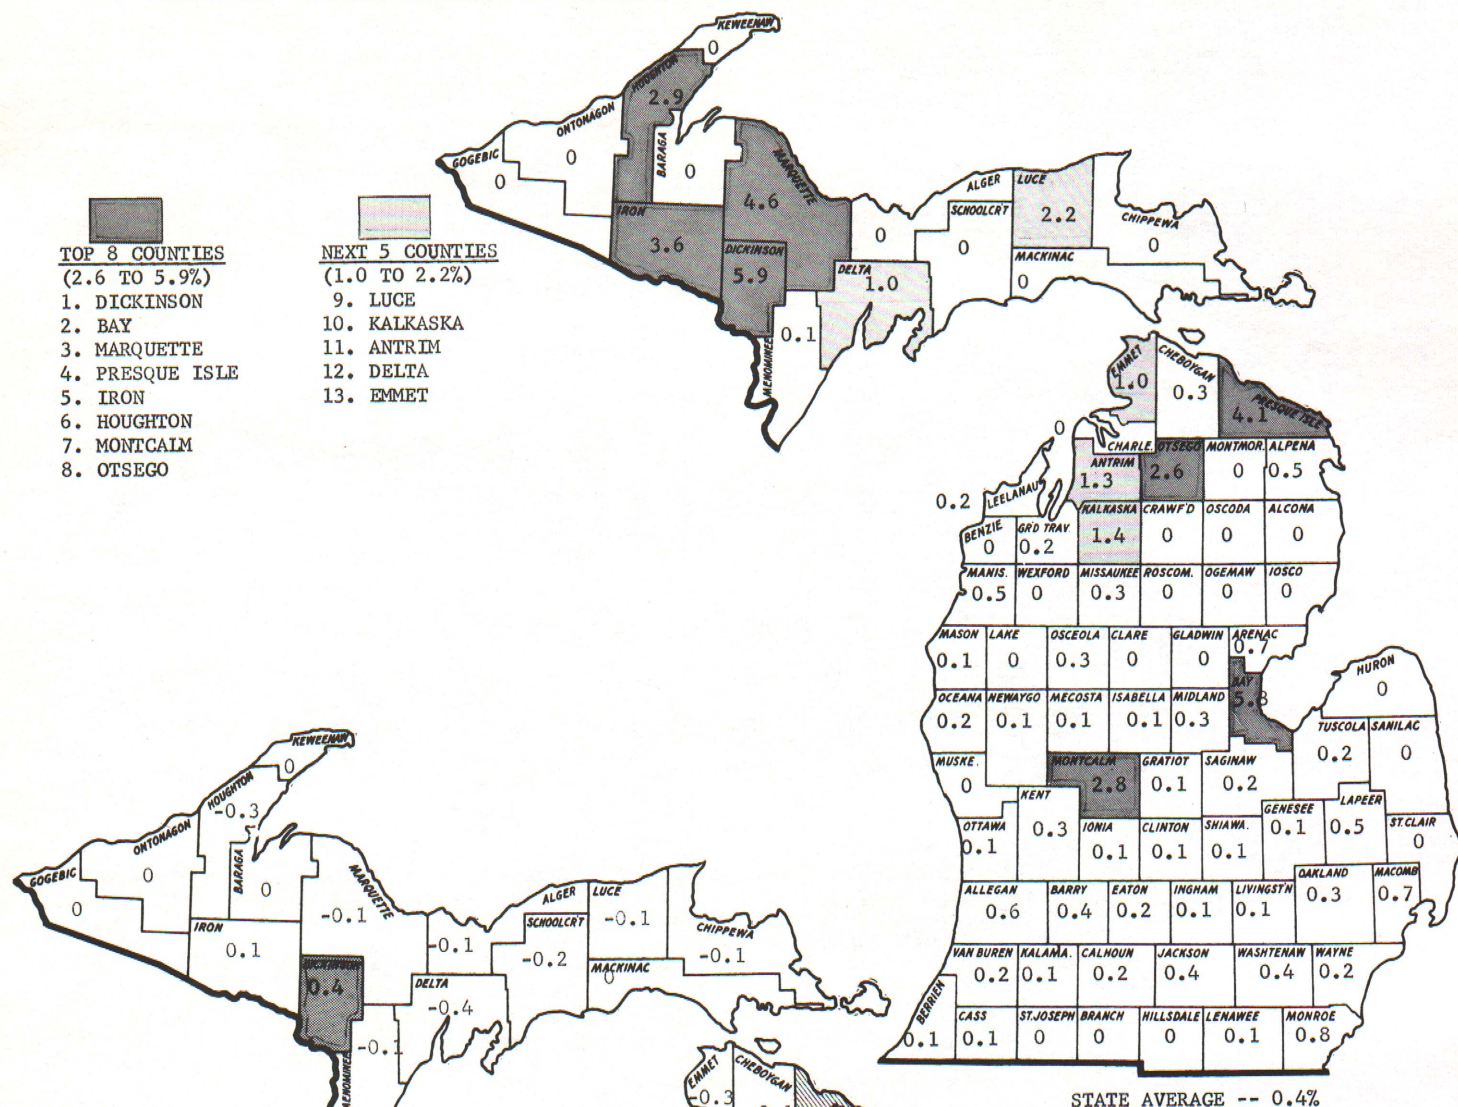 KEWEENAW
0
HOUGHTON
2.9
ONTONAGON
0
GOGEBIC
0
BARAGA
0
MARQUETTE
4.6
IRON
3.6
DICKINSON
5.9
MENOMINEE
0.1
DELTA
1.0
ALGER
0
SCHOOLCR'T
0
LUCE
2.2
CHIPPEWA
0
MACKINAC
0
TOP 8 COUNTIES
(2.6 TO 5.9%)
1. DICKINSON
2. BAY
3. MARQUETTE
4. PRESQUE ISLE
5. IRON
6. HOUGHTON
7. MONTCALM
8. OTSEGO
NEXT 5 COUNTIES
(1.0 TO 2.2%)
9. LUCE
10. KALKASKA
11. ANTRIM
12. DELTA
13. EMMET
EMMET
1.0
CHEBOYGAN
0.3
PRESQUE ISLE
4.1
0
CHARLE.
OTSEGO
2.6
MONTMOR.
0
ALPENA
0.5
ANTRIM
1.3
0.2
LEELANAU
BENZIE
0
GR'D TRAV.
0.2
KALKASKA
1.4
CRAWF'D
0
OSCODA
0
ALCONA
0
MANIS.
0.5
WEXFORD
0
MISSAUKEE
0.3
ROSCOM.
0
OGEMAW
0
IOSCO
0
MASON
0.1
LAKE
0
OSCEOLA
0.3
CLARE
0
GLADWIN
0
ARENAC
0.7
BAY
5.8
HURON
0
OCEANA
0.2
NEWAYGO
0.1
MECOSTA
0.1
ISABELLA
0.1
MIDLAND
0.3
TUSCOLA
0.2
SANILAC
0
MUSKE.
0
MONTCALM
2.8
GRATIOT
0.1
SAGINAW
0.2
KENT
0.3
OTTAWA
0.1
IONIA
0.1
CLINTON
0.1
SHIAWA.
0.1
GENESEE
0.1
LAPEER
0.5
ST.CLAIR
0
ALLEGAN
0.6
BARRY
0.4
EATON
0.2
INGHAM
0.1
LIVINGST'N
0.1
OAKLAND
0.3
MACOMB
0.7
VAN BUREN
0.2
KALAMA.
0.1
CALHOUN
0.2
JACKSON
0.4
WASHTENAW
0.4
WAYNE
0.2
BERRIEN
0.1
CASS
0.1
ST.JOSEPH
0
BRANCH
0
HILLSDALE
0
LENAWEE
0.1
MONROE
0.8
STATE AVERAGE -- 0.4%
KEWEENAW
0
HOUGHTON
-0.3
ONTONAGON
0
GOGEBIC
0
BARAGA
0
MARQUETTE
-0.1
IRON
0.1
DICKINSON
0.4
MENOMINEE
-0.1
DELTA
-0.4
ALGER
-0.1
SCHOOLCR'T
-0.2
LUCE
-0.1
CHIPPEWA
-0.1
MACKINAC
0
EMMET
-0.3
CHEBOYGAN